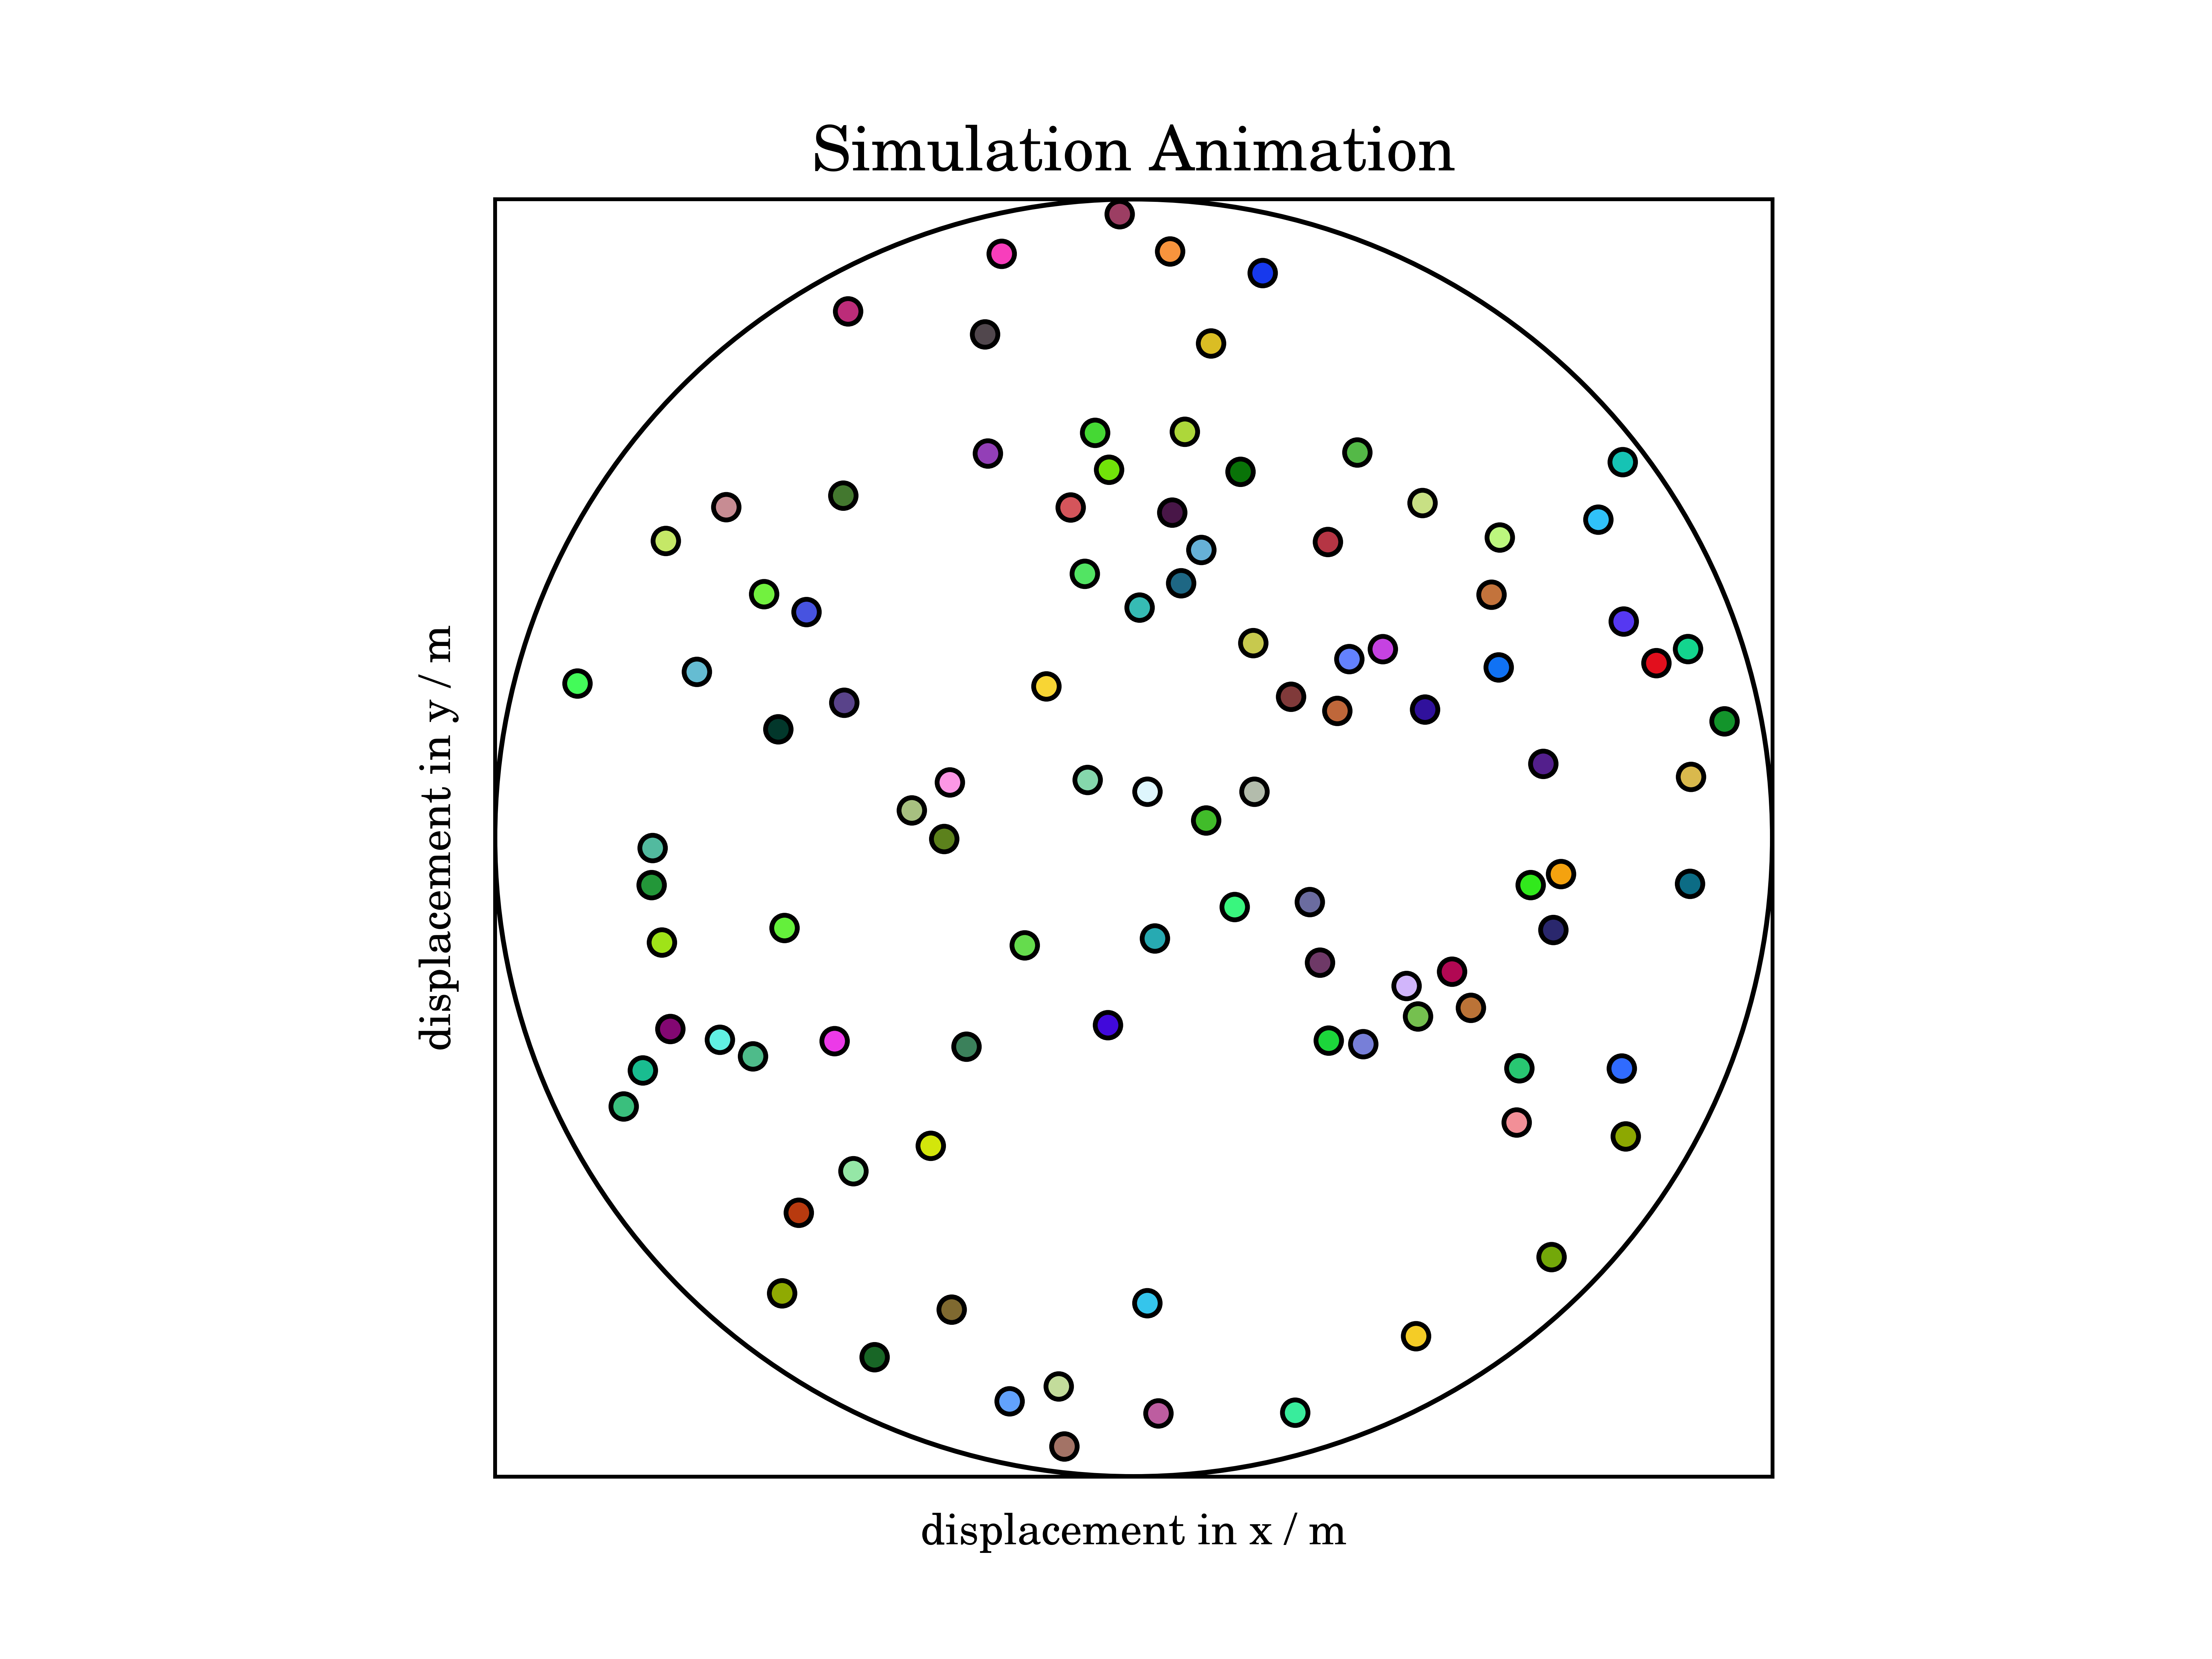 Simulation Animation
displacement in y / m
displacement in x / m